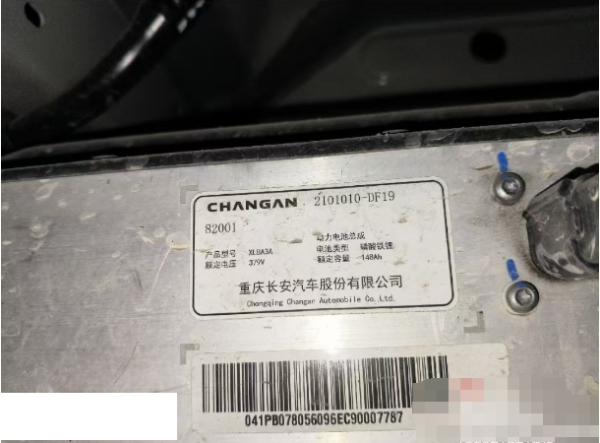 CHANGAN 2101010-DF19
82001 动力电池总成
产品型号 XLBA3A 电池类型 磷酸铁锂
额定电压 379V 额定容量 148Ah
重庆长安汽车股份有限公司
Chongqing Changan Automobile Co.,Ltd.
041PB078056096EC90007787